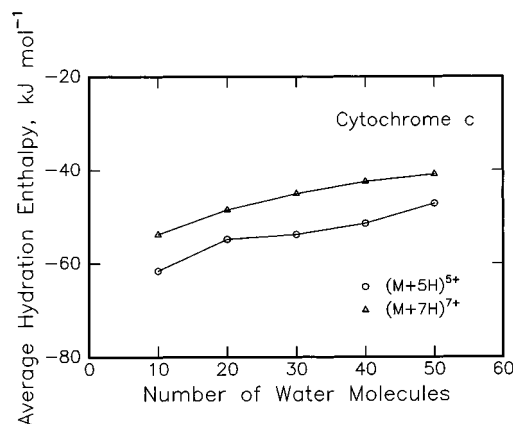 Average Hydration Enthalpy, kJ mol⁻¹
−20
−40
−60
−80
Cytochrome c
(M+5H)⁵⁺
(M+7H)⁷⁺
0 10 20 30 40 50 60
Number of Water Molecules